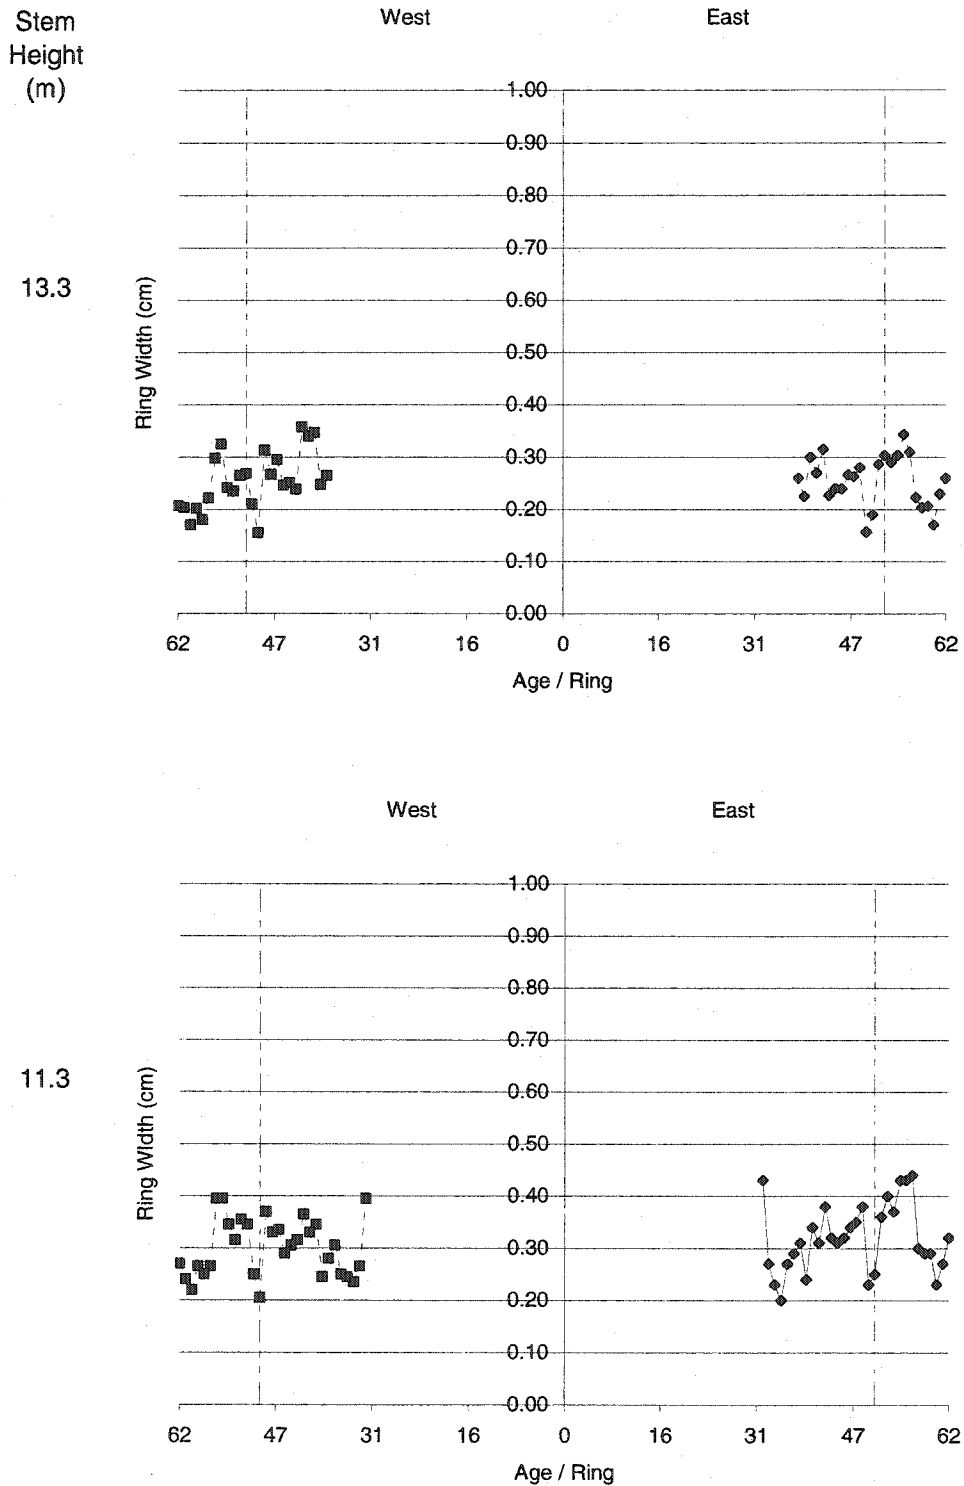 Stem
Height
(m)
West East
1.00
0.90
0.80
0.70
0.60
0.50
0.40
0.30
0.20
0.10
0.00
13.3
Ring Width (cm)
62 47 31 16 0 16 31 47 62
Age / Ring
West East
1.00
0.90
0.80
0.70
0.60
0.50
0.40
0.30
0.20
0.10
0.00
11.3
Ring Width (cm)
62 47 31 16 0 16 31 47 62
Age / Ring